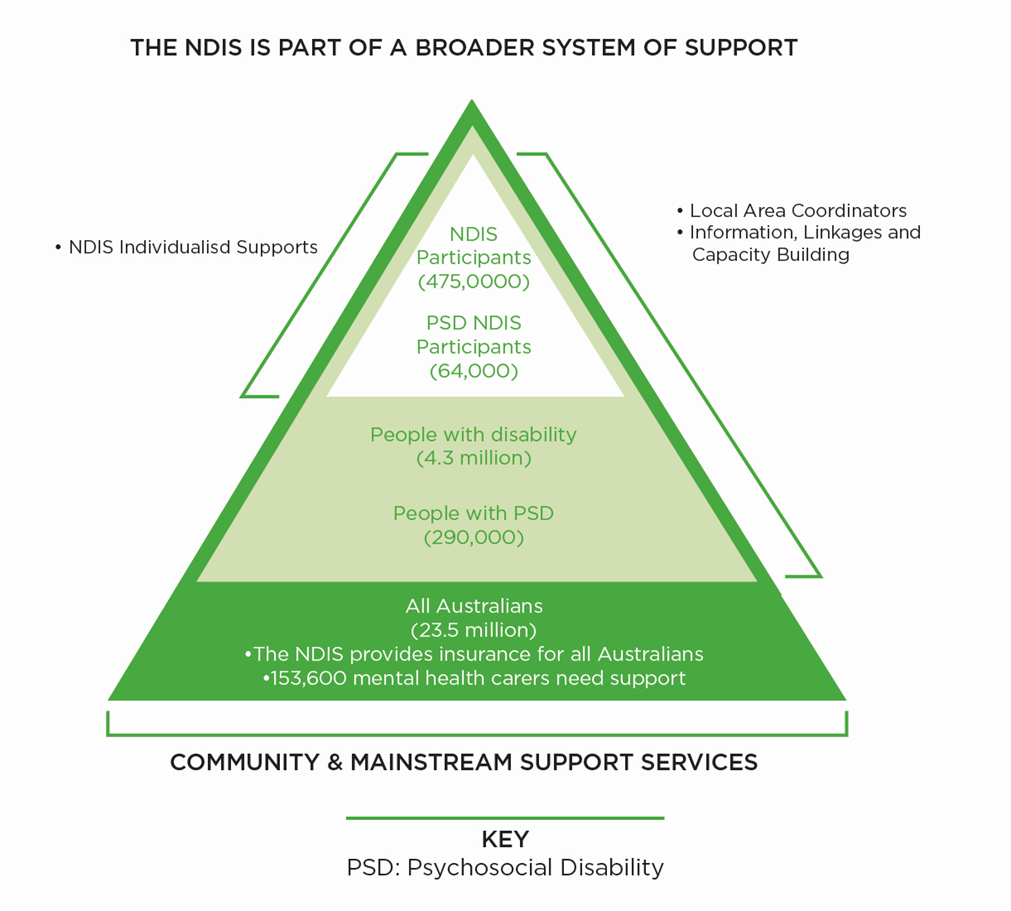 THE NDIS IS PART OF A BROADER SYSTEM OF SUPPORT
• NDIS Individualisd Supports
• Local Area Coordinators
• Information, Linkages and
Capacity Building
NDIS
Participants
(475,0000)
PSD NDIS
Participants
(64,000)
People with disability
(4.3 million)
People with PSD
(290,000)
All Australians
(23.5 million)
•The NDIS provides insurance for all Australians
•153,600 mental health carers need support
COMMUNITY & MAINSTREAM SUPPORT SERVICES
KEY
PSD: Psychosocial Disability